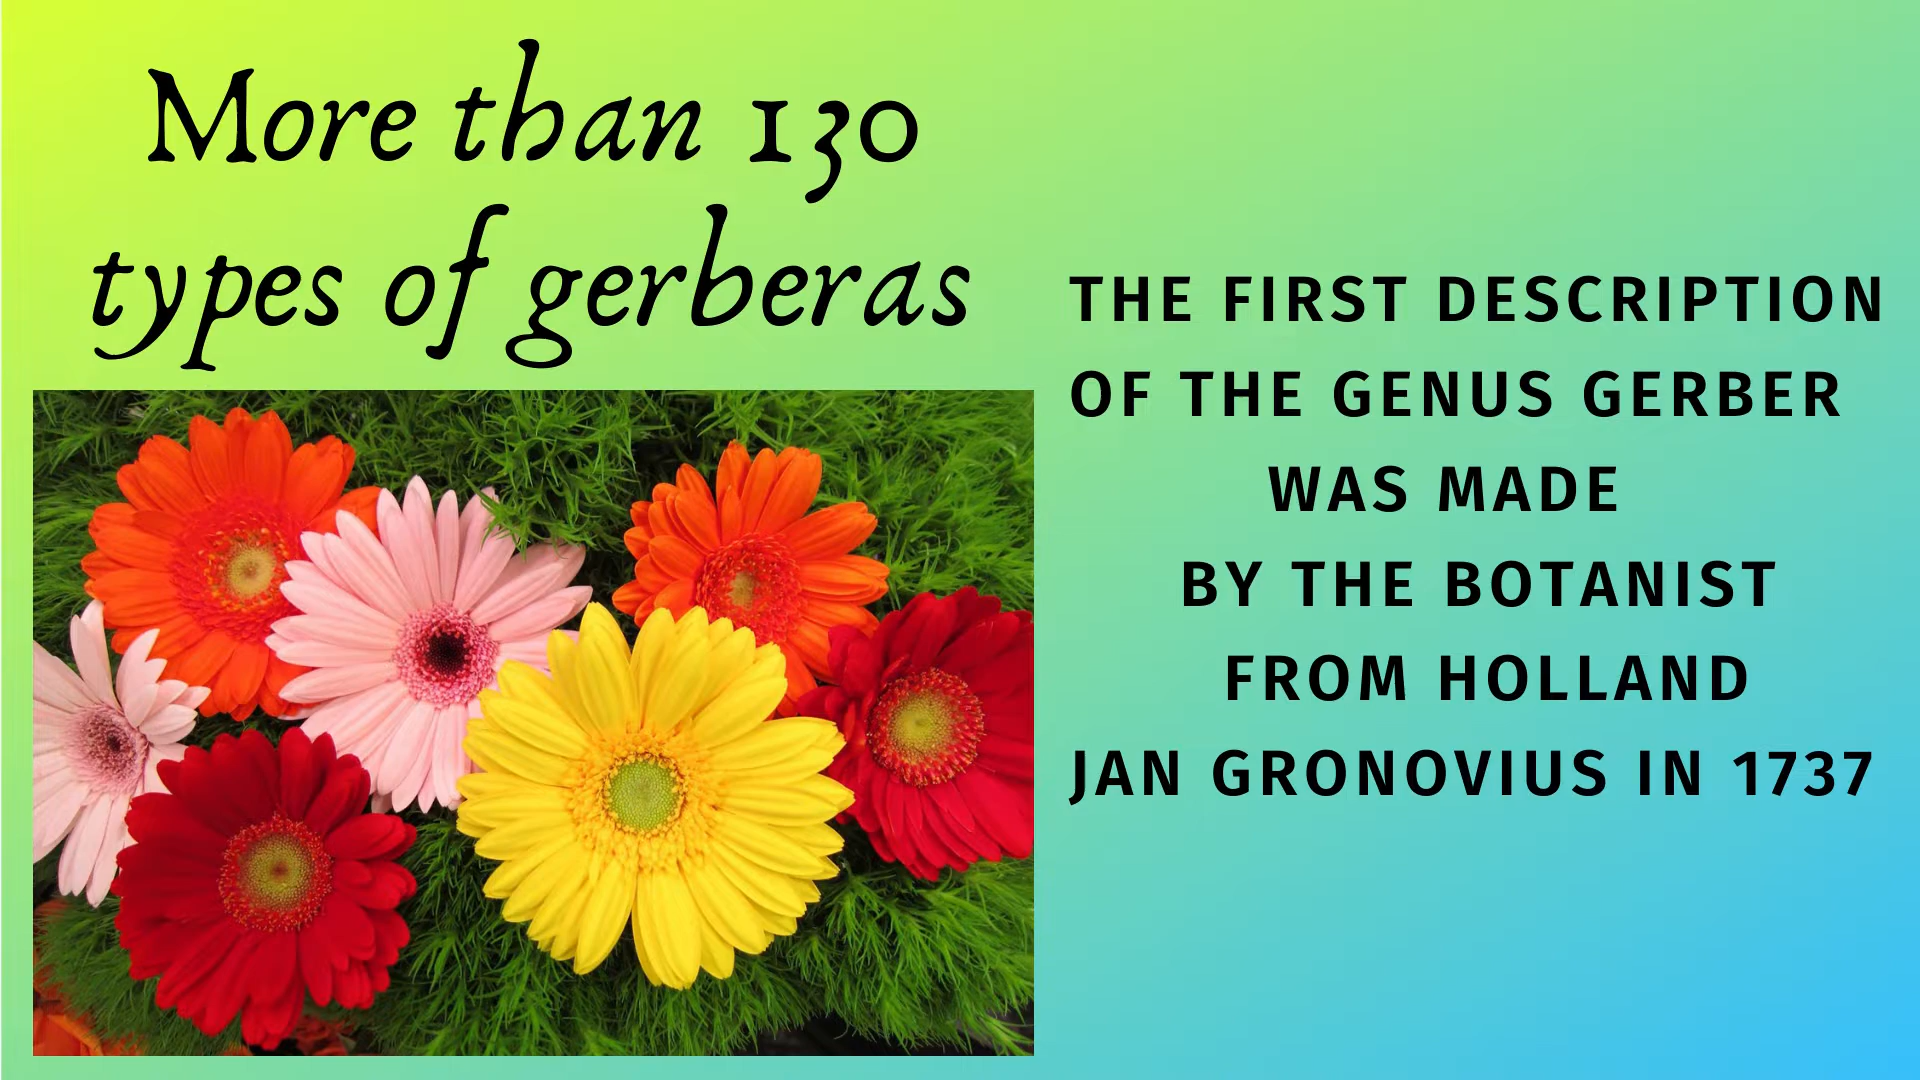 More than 130
types of gerberas
THE FIRST DESCRIPTION
OF THE GENUS GERBER
WAS MADE
BY THE BOTANIST
FROM HOLLAND
JAN GRONOVIUS IN 1737